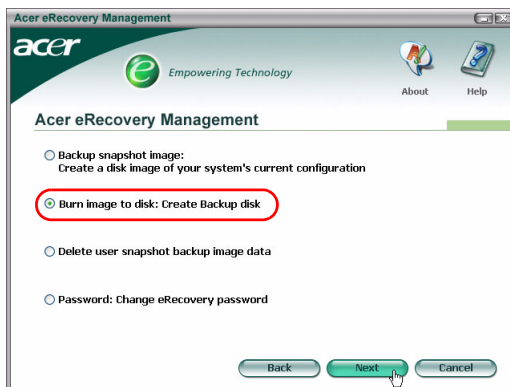 Acer eRecovery Management
acer
Empowering Technology
About
Help
Acer eRecovery Management
Backup snapshot image:
Create a disk image of your system's current configuration
Burn image to disk: Create Backup disk
Delete user snapshot backup image data
Password: Change eRecovery password
Back
Next
Cancel